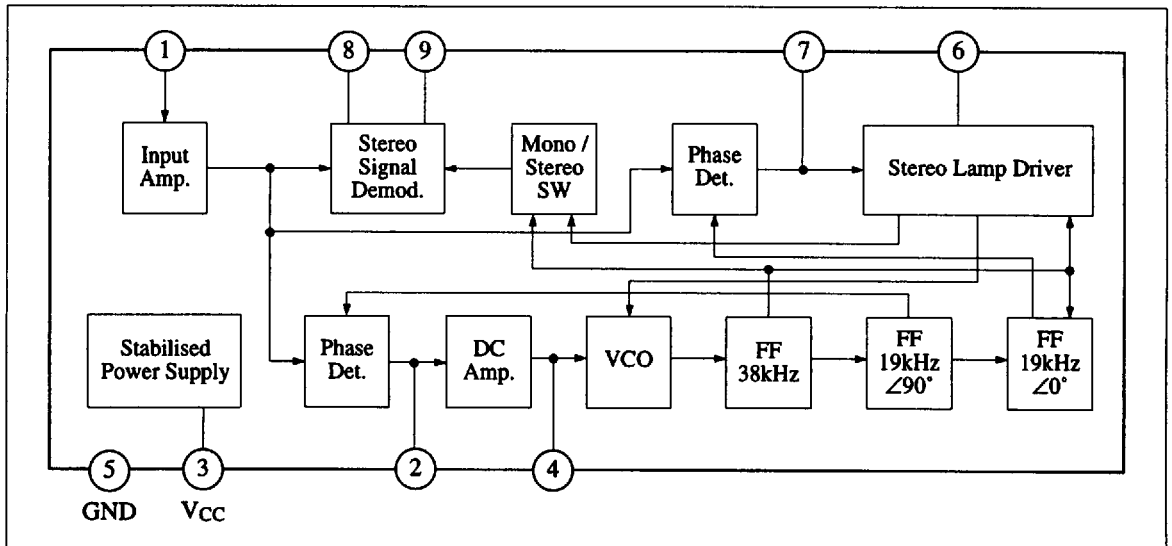 1
8
9
7
6
Input
Amp.
Stereo
Signal
Demod.
Mono /
Stereo
SW
Phase
Det.
Stereo Lamp Driver
Stabilised
Power Supply
Phase
Det.
DC
Amp.
VCO
FF
38kHz
FF
19kHz
∠90°
FF
19kHz
∠0°
5
3
2
4
GND
VCC